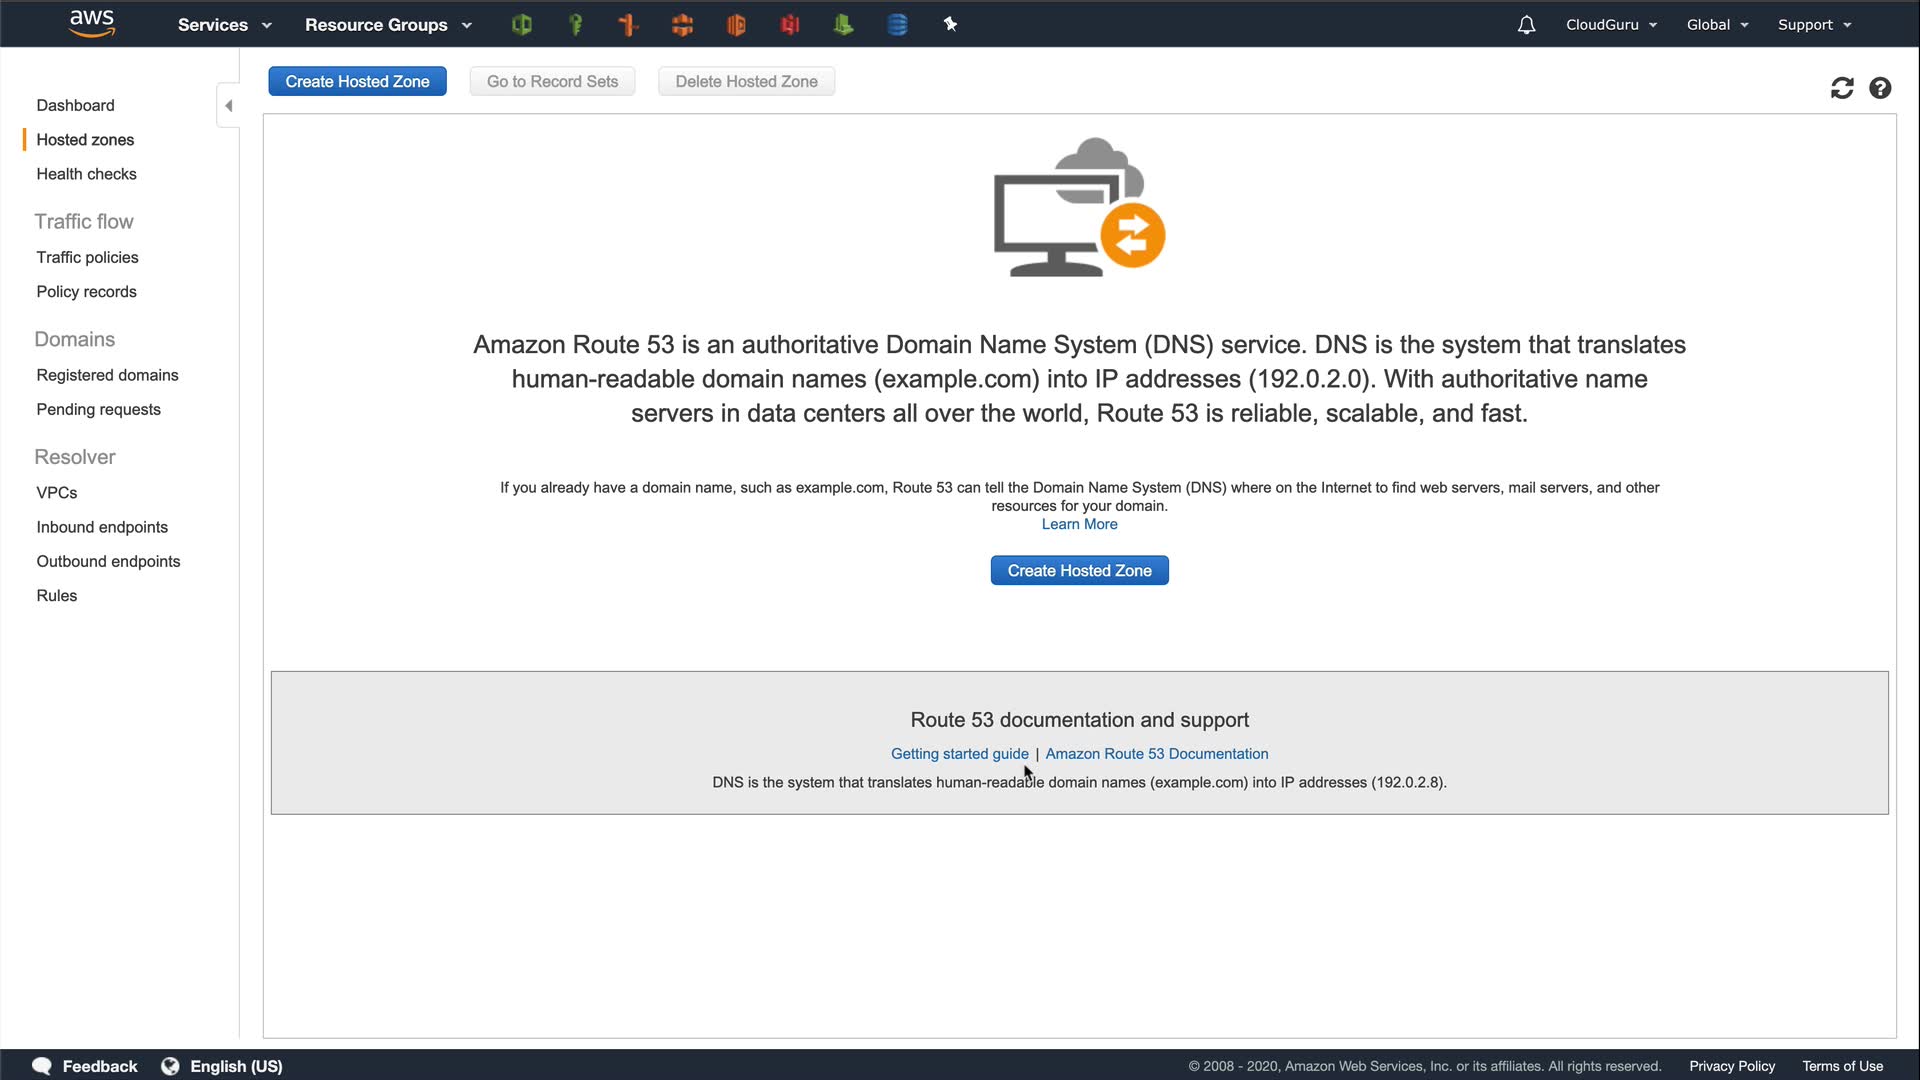 aws
Services
Resource Groups
CloudGuru
Global
Support
Create Hosted Zone
Go to Record Sets
Delete Hosted Zone
Dashboard
Hosted zones
Health checks
Traffic flow
Traffic policies
Policy records
Domains
Registered domains
Pending requests
Resolver
VPCs
Inbound endpoints
Outbound endpoints
Rules
Amazon Route 53 is an authoritative Domain Name System (DNS) service. DNS is the system that translates
human-readable domain names (example.com) into IP addresses (192.0.2.0). With authoritative name
servers in data centers all over the world, Route 53 is reliable, scalable, and fast.
If you already have a domain name, such as example.com, Route 53 can tell the Domain Name System (DNS) where on the Internet to find web servers, mail servers, and other
resources for your domain.
Learn More
Create Hosted Zone
Route 53 documentation and support
Getting started guide | Amazon Route 53 Documentation
DNS is the system that translates human-readable domain names (example.com) into IP addresses (192.0.2.8).
Feedback
English (US)
© 2008 - 2020, Amazon Web Services, Inc. or its affiliates. All rights reserved.
Privacy Policy
Terms of Use